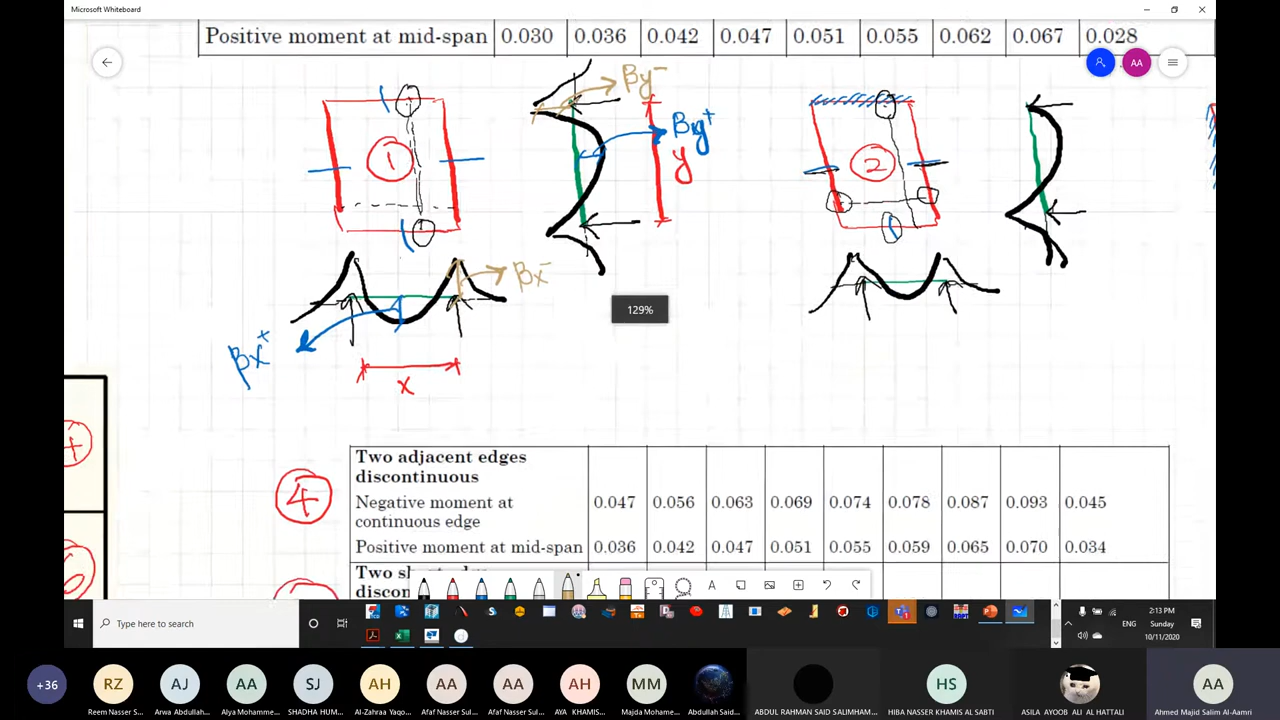 Microsoft Whiteboard
Positive moment at mid-span 0.030 0.036 0.042 0.047 0.051 0.055 0.062 0.067 0.028
AA
βy⁻
βy⁺
y
1
2
βx⁻
βx⁺
x
129%
4
Two adjacent edges
discontinuous
Negative moment at
continuous edge 0.047 0.056 0.063 0.069 0.074 0.078 0.087 0.093 0.045
Positive moment at mid-span 0.036 0.042 0.047 0.051 0.055 0.059 0.065 0.070 0.034
A
Type here to search
ENG
2:13 PM
Sunday
10/11/2020
+36 RZ AJ AA SJ AH AA AA AH MM HS AA
Reem Nasser S...
Arwa Abdullah...
Alya Mohamme...
SHADHA HUM...
Al-Zahraa Yaqo...
Afaf Nasser Sul...
Afaf Nasser Sul...
AYA KHAMIS...
Majda Mohame...
Abdullah Said...
ABDUL RAHMAN SAID SALIMHAM...
HIBA NASSER KHAMIS AL SABTI
ASILA AYOOB ALI AL HATTALI
Ahmed Majid Salim Al-Aamri